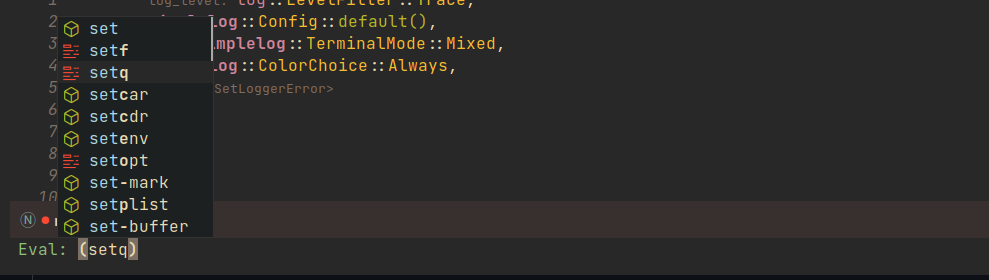 1 log_level: log::LevelFilter::Trace,
2 log::Config::default(),
3 mplelog::TerminalMode::Mixed,
4 log::ColorChoice::Always,
5 SetLoggerError>
6
7
8
9
10
set
setf
setq
setcar
setcdr
setenv
setopt
set-mark
setplist
set-buffer
N
Eval: (setq)